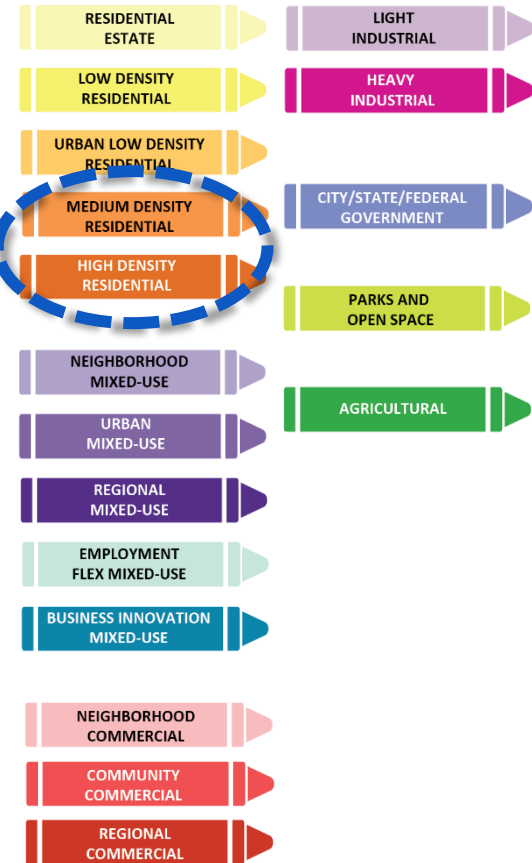 RESIDENTIAL
ESTATE
LOW DENSITY
RESIDENTIAL
URBAN LOW DENSITY
RESIDENTIAL
MEDIUM DENSITY
RESIDENTIAL
HIGH DENSITY
RESIDENTIAL
NEIGHBORHOOD
MIXED-USE
URBAN
MIXED-USE
REGIONAL
MIXED-USE
EMPLOYMENT
FLEX MIXED-USE
BUSINESS INNOVATION
MIXED-USE
NEIGHBORHOOD
COMMERCIAL
COMMUNITY
COMMERCIAL
REGIONAL
COMMERCIAL
LIGHT
INDUSTRIAL
HEAVY
INDUSTRIAL
CITY/STATE/FEDERAL
GOVERNMENT
PARKS AND
OPEN SPACE
AGRICULTURAL